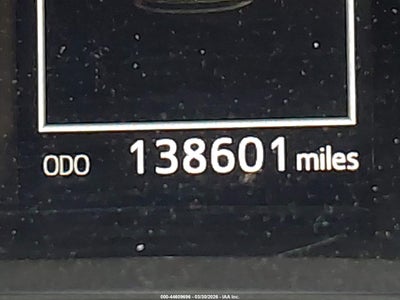 ODO 138601 miles
000-44609696 - 03/30/2026 - IAA Inc.